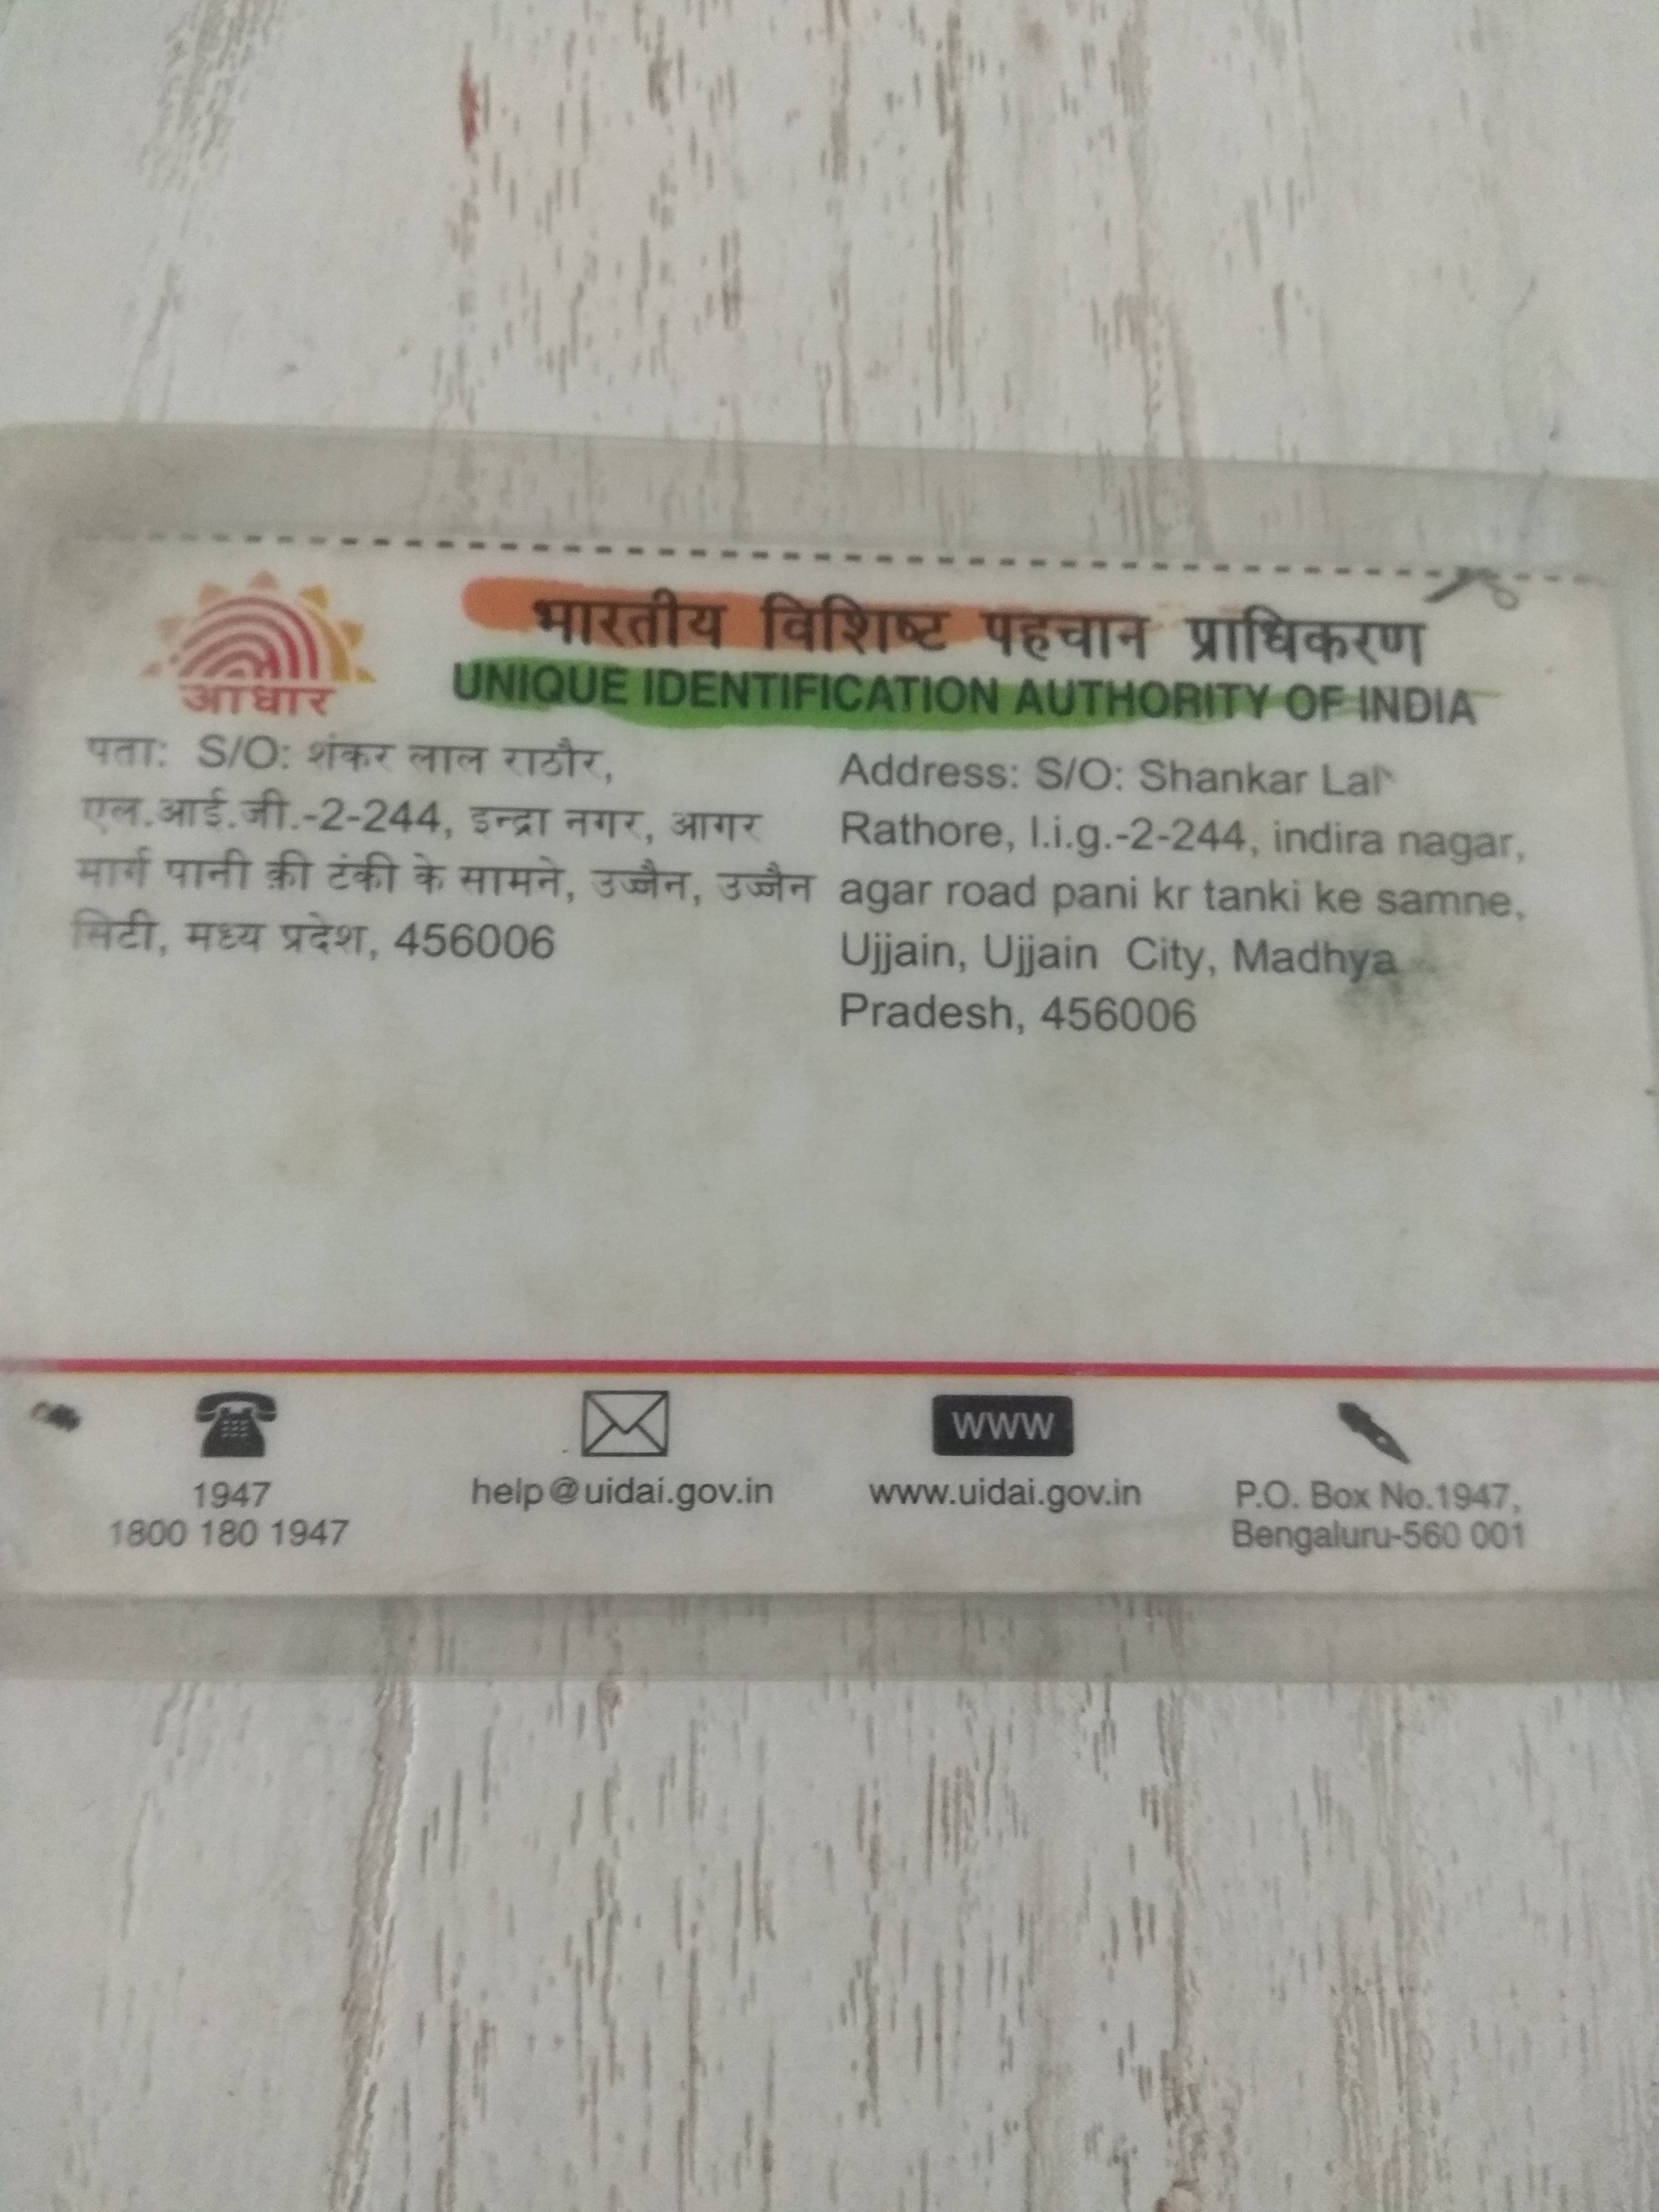 आधार
भारतीय विशिष्ट पहचान प्राधिकरण
UNIQUE IDENTIFICATION AUTHORITY OF INDIA
पता: S/O: शंकर लाल राठौर,
एल.आई.जी.-2-244, इन्द्रा नगर, आगर
मार्ग पानी क़ी टंकी के सामने, उज्जैन, उज्जैन
सिटी, मध्य प्रदेश, 456006
Address: S/O: Shankar Lal
Rathore, l.i.g.-2-244, indira nagar,
agar road pani kr tanki ke samne,
Ujjain, Ujjain City, Madhya
Pradesh, 456006
1947
1800 180 1947
help@uidai.gov.in
WWW
www.uidai.gov.in
P.O. Box No.1947,
Bengaluru-560 001